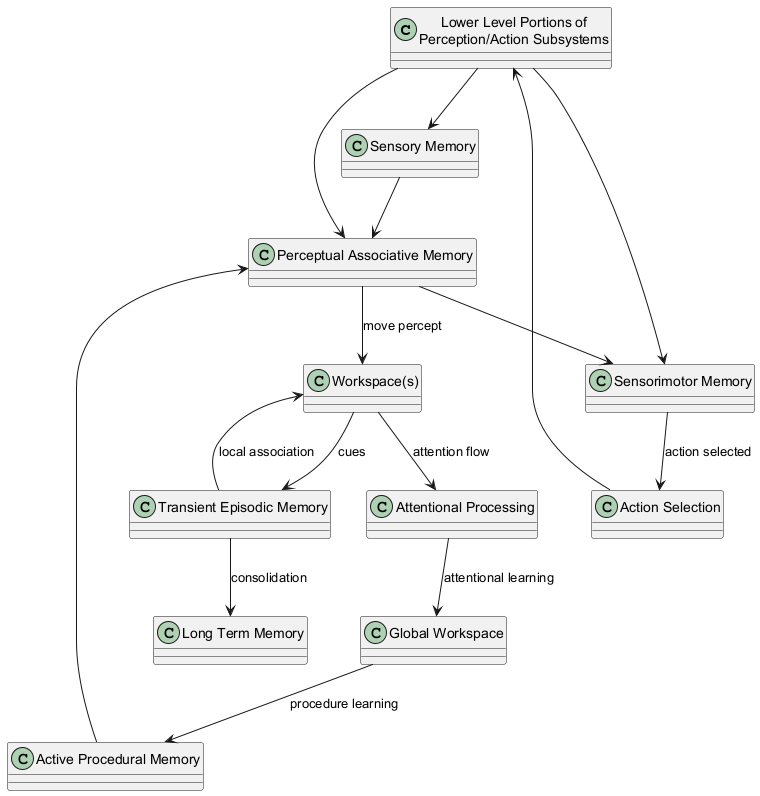 C
Lower Level Portions of
Perception/Action Subsystems
C
Sensory Memory
C
Perceptual Associative Memory
move percept
C
Workspace(s)
C
Sensorimotor Memory
local association
cues
attention flow
action selected
C
Transient Episodic Memory
C
Attentional Processing
C
Action Selection
consolidation
attentional learning
C
Long Term Memory
C
Global Workspace
procedure learning
C
Active Procedural Memory